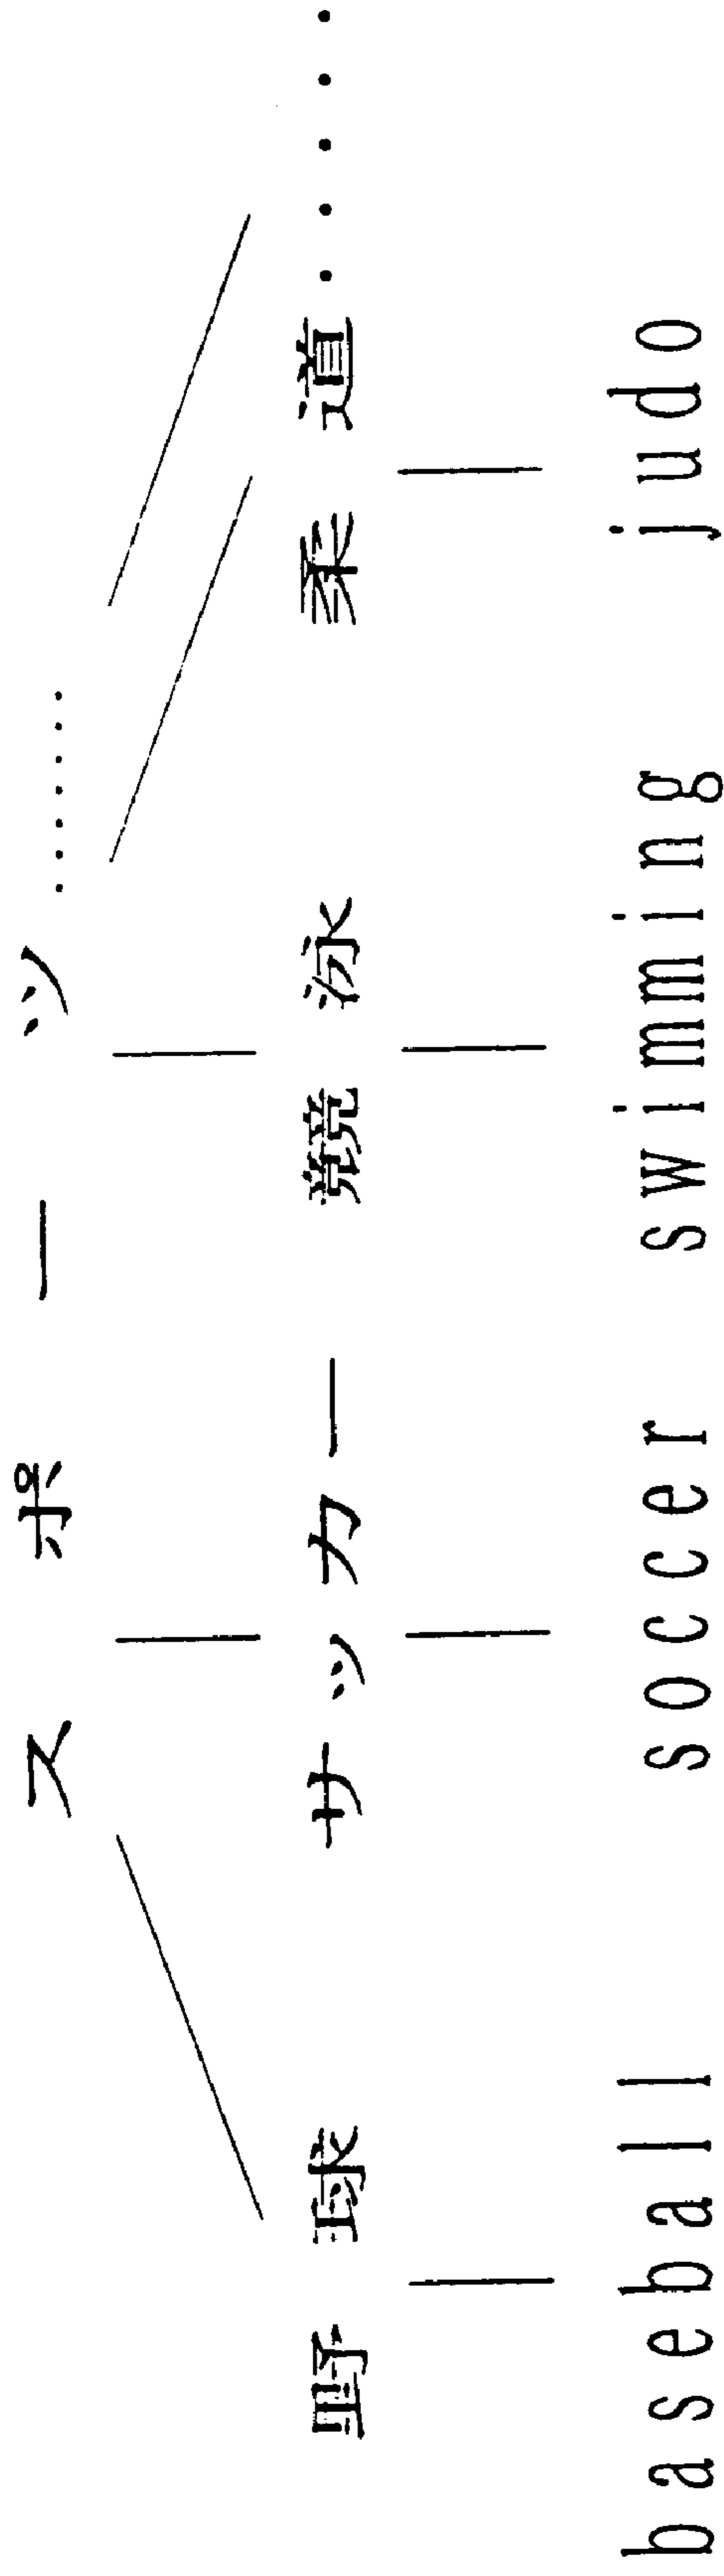 スポーツ……
野球 サッカー 競泳 柔道・・・・・
baseball soccer swimming judo